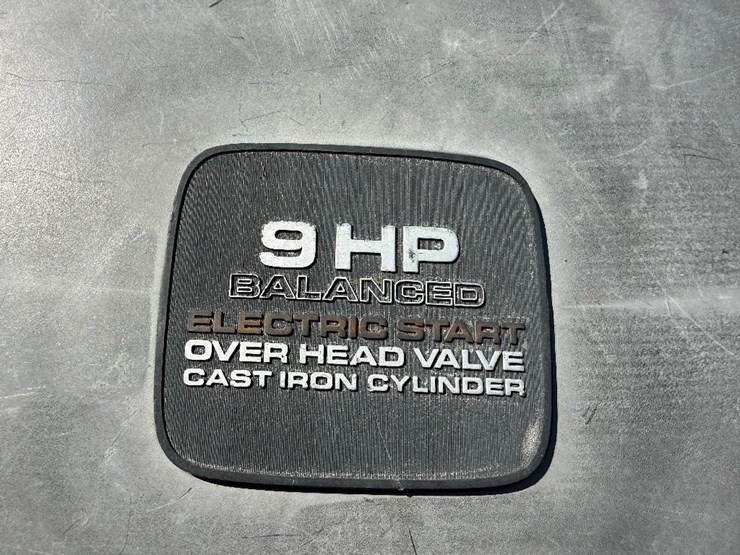 9 HP
BALANCED
ELECTRIC START
OVER HEAD VALVE
CAST IRON CYLINDER